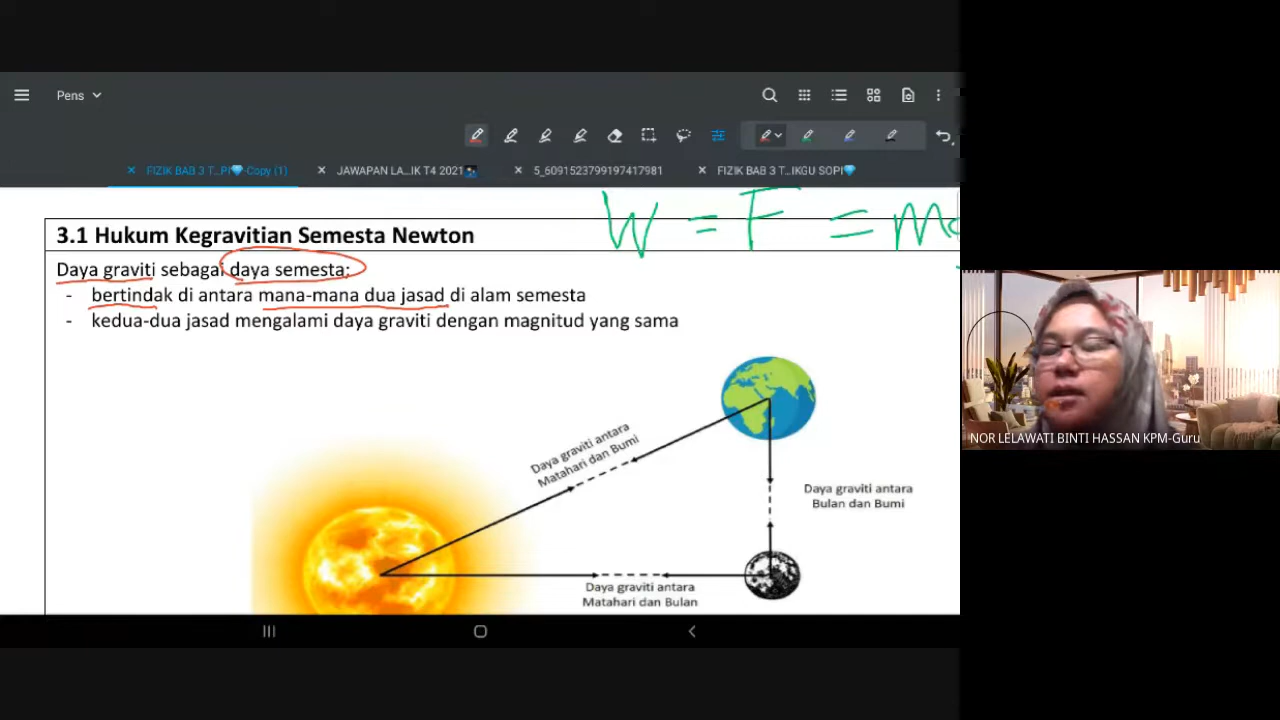 Pens
FIZIK BAB 3 T...PI💎 Copy (1)
JAWAPAN LA...IK T4 2021
5_6091523799197417981
FIZIK BAB 3 T...IKGU SOPI💎
W = F = mg
3.1 Hukum Kegravitian Semesta Newton
Daya graviti sebagai daya semesta:
- bertindak di antara mana-mana dua jasad di alam semesta
- kedua-dua jasad mengalami daya graviti dengan magnitud yang sama
Daya graviti antara
Matahari dan Bumi
Daya graviti antara
Bulan dan Bumi
Daya graviti antara
Matahari dan Bulan
NOR LELAWATI BINTI HASSAN KPM-Guru